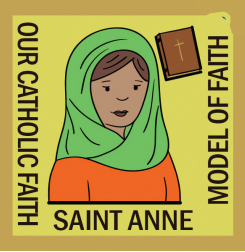 OUR CATHOLIC FAITH
MODEL OF FAITH
SAINT ANNE